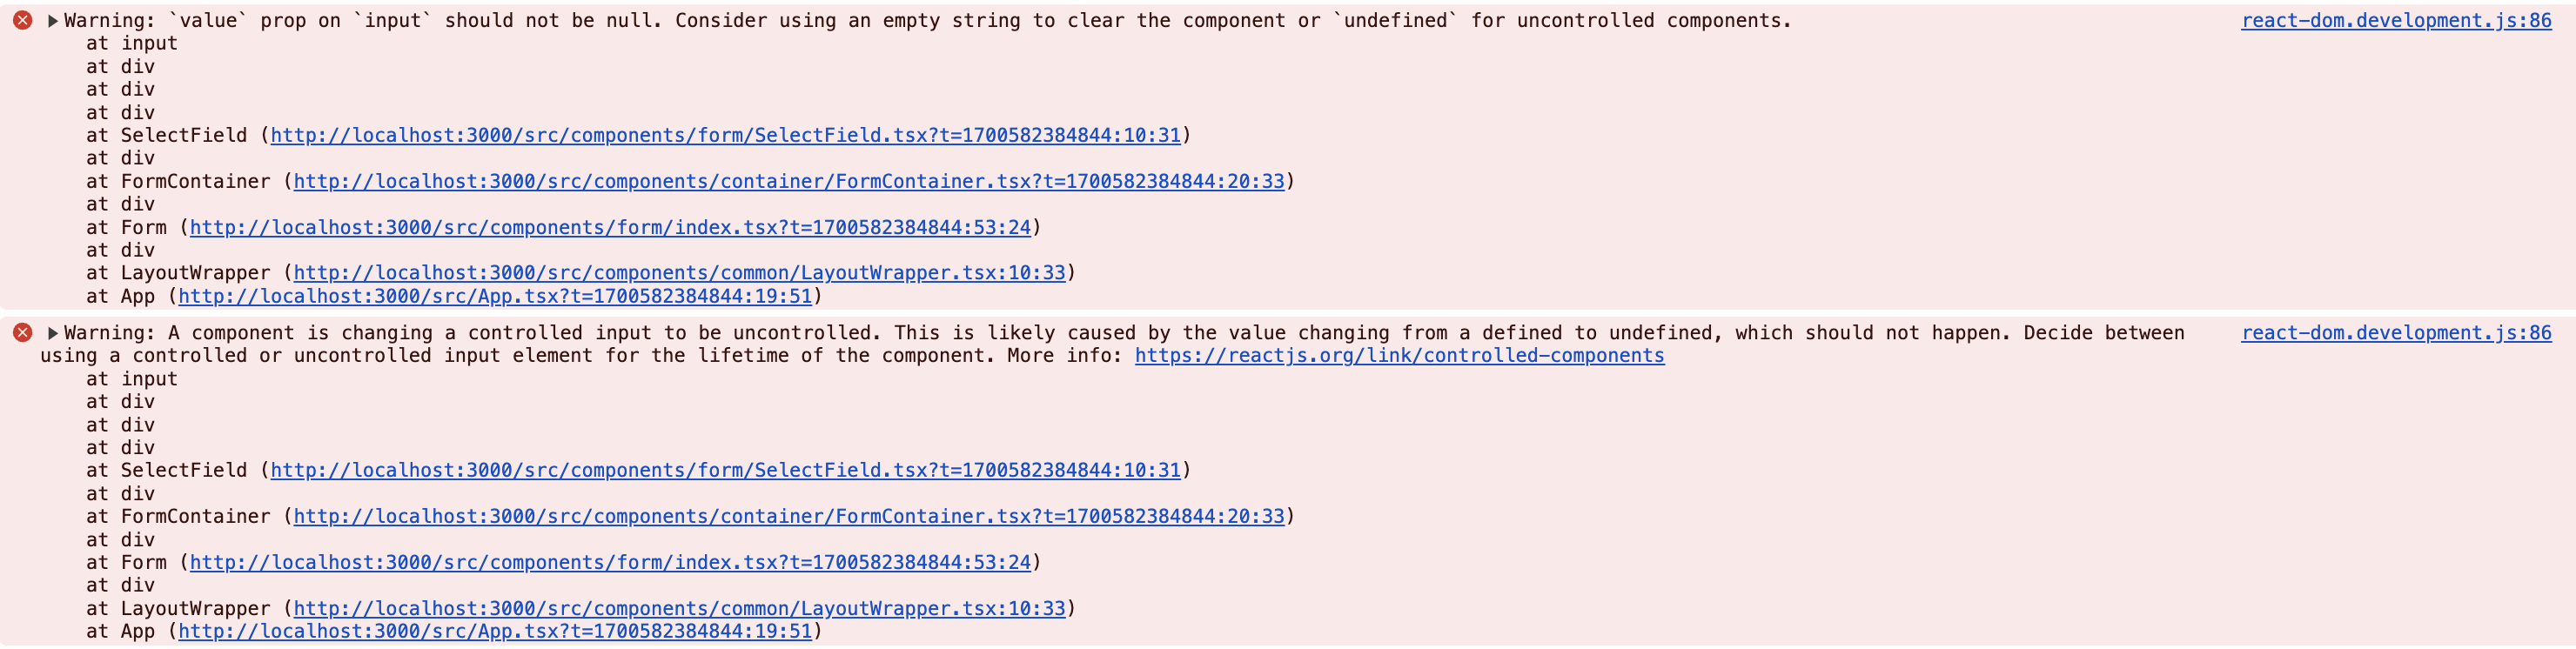 Warning: `value` prop on `input` should not be null. Consider using an empty string to clear the component or `undefined` for uncontrolled components. react-dom.development.js:86
at input
at div
at div
at div
at SelectField (http://localhost:3000/src/components/form/SelectField.tsx?t=1700582384844:10:31)
at div
at FormContainer (http://localhost:3000/src/components/container/FormContainer.tsx?t=1700582384844:20:33)
at div
at Form (http://localhost:3000/src/components/form/index.tsx?t=1700582384844:53:24)
at div
at LayoutWrapper (http://localhost:3000/src/components/common/LayoutWrapper.tsx:10:33)
at App (http://localhost:3000/src/App.tsx?t=1700582384844:19:51)
Warning: A component is changing a controlled input to be uncontrolled. This is likely caused by the value changing from a defined to undefined, which should not happen. Decide between react-dom.development.js:86
using a controlled or uncontrolled input element for the lifetime of the component. More info: https://reactjs.org/link/controlled-components
at input
at div
at div
at div
at SelectField (http://localhost:3000/src/components/form/SelectField.tsx?t=1700582384844:10:31)
at div
at FormContainer (http://localhost:3000/src/components/container/FormContainer.tsx?t=1700582384844:20:33)
at div
at Form (http://localhost:3000/src/components/form/index.tsx?t=1700582384844:53:24)
at div
at LayoutWrapper (http://localhost:3000/src/components/common/LayoutWrapper.tsx:10:33)
at App (http://localhost:3000/src/App.tsx?t=1700582384844:19:51)